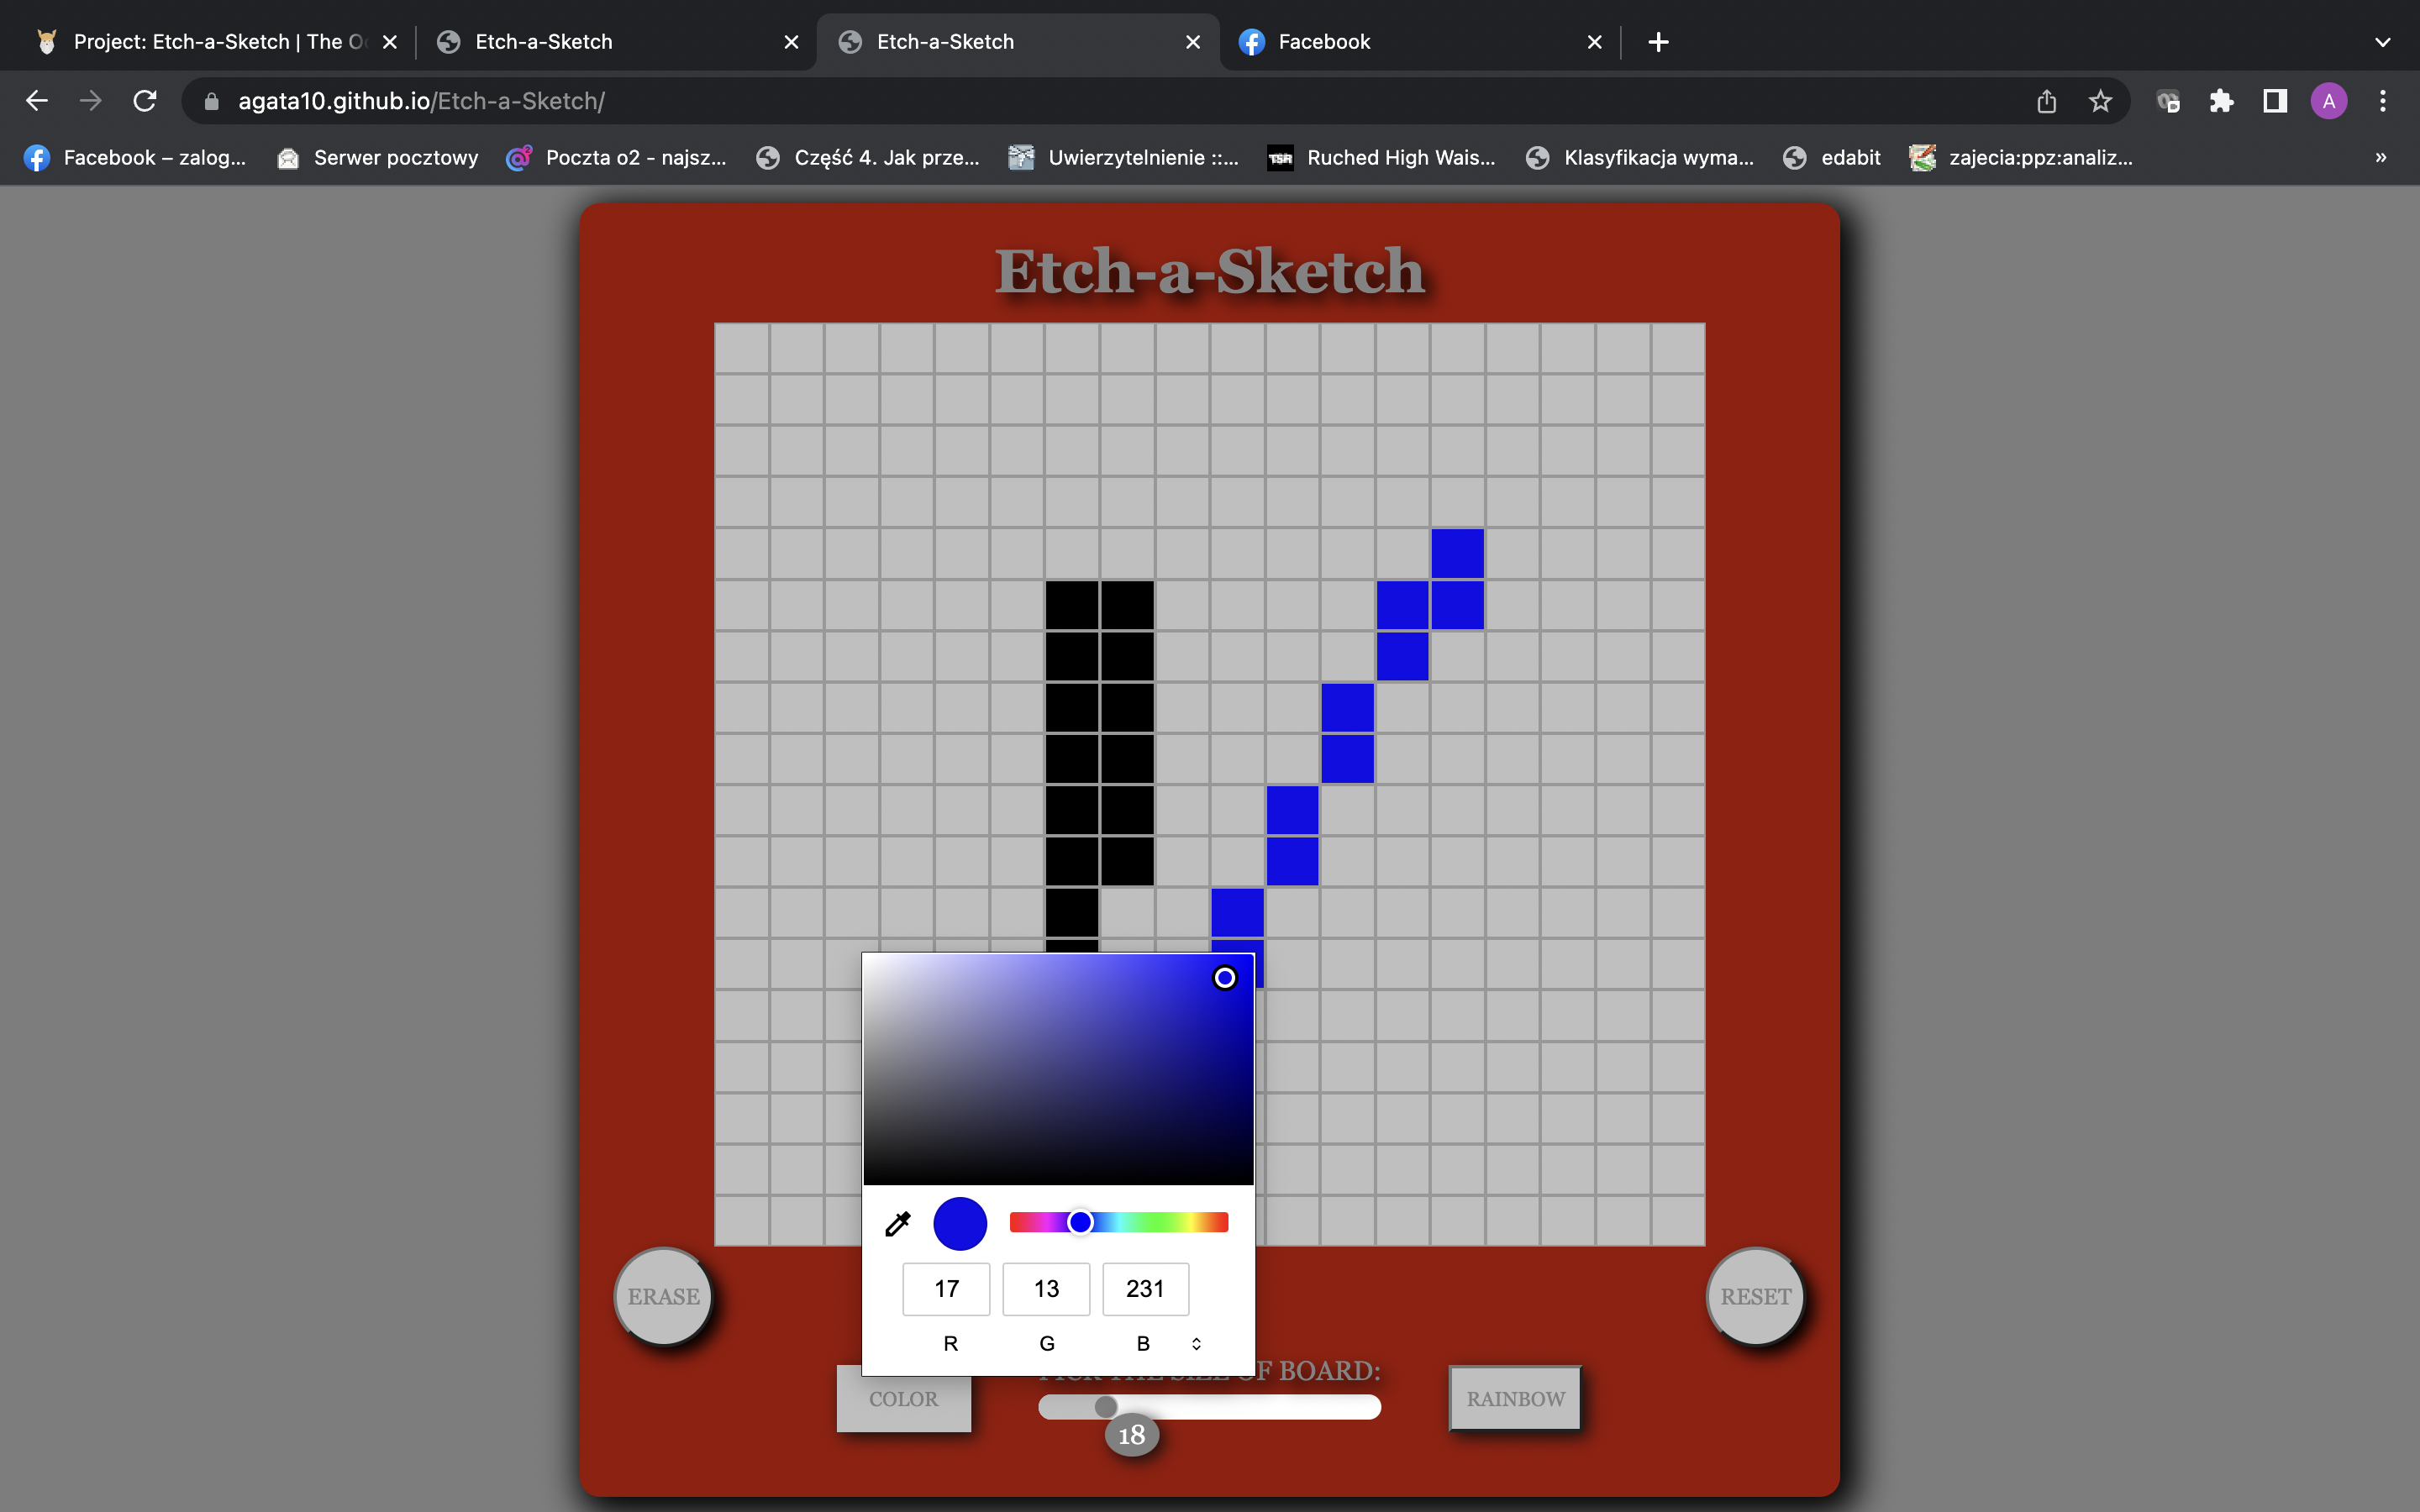 Project: Etch-a-Sketch | The
Etch-a-Sketch
Etch-a-Sketch
Facebook
agata10.github.io/Etch-a-Sketch/
A
Facebook – zalog...
Serwer pocztowy
Poczta o2 - najsz...
Część 4. Jak prze...
Uwierzytelnienie ::...
TSR
Ruched High Wais...
Klasyfikacja wyma...
edabit
zajecia:ppz:analiz...
»
Etch-a-Sketch
17
13
231
R
G
B
ERASE
RESET
OF BOARD:
COLOR
RAINBOW
18